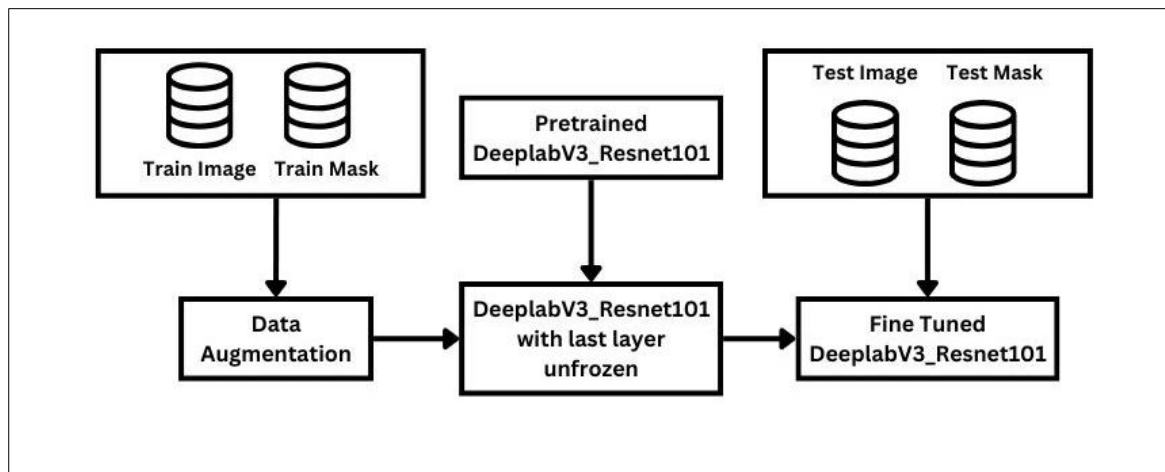 Train Image
Train Mask
Pretrained
DeeplabV3_Resnet101
Test Image
Test Mask
Data
Augmentation
DeeplabV3_Resnet101
with last layer
unfrozen
Fine Tuned
DeeplabV3_Resnet101